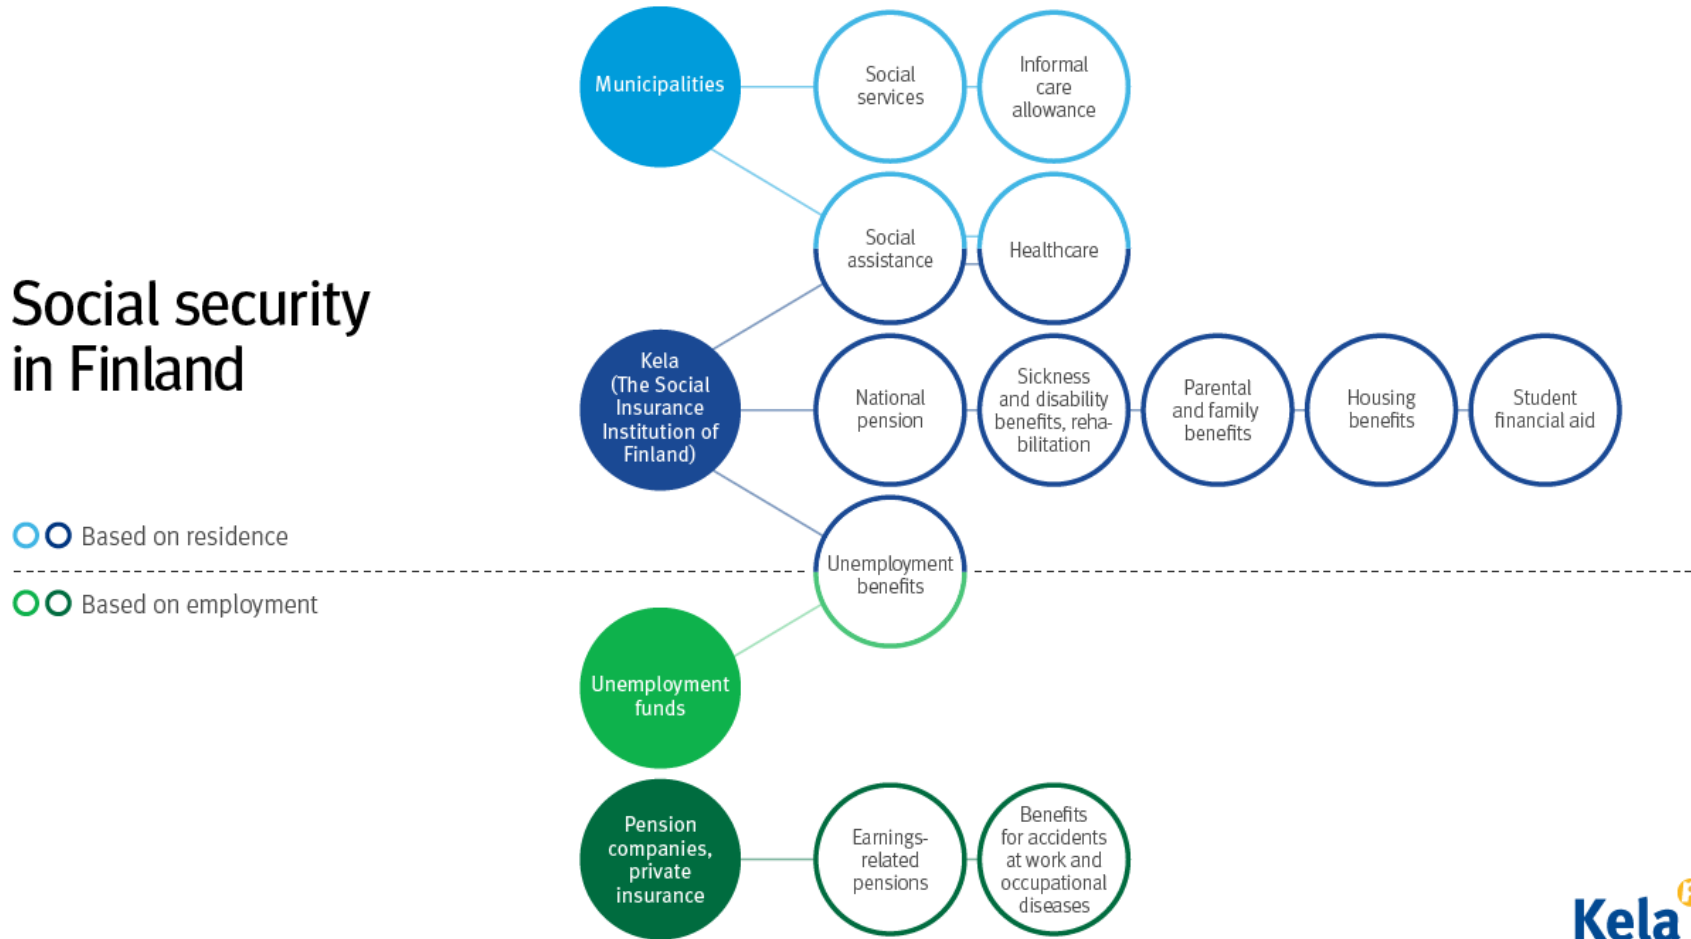 Social security
in Finland
Based on residence
Based on employment
Municipalities
Social
services
Informal
care
allowance
Social
assistance
Healthcare
Kela
(The Social
Insurance
Institution of
Finland)
National
pension
Sickness
and disability
benefits, reha-
bilitation
Parental
and family
benefits
Housing
benefits
Student
financial aid
Unemployment
benefits
Unemployment
funds
Pension
companies,
private
insurance
Earnings-
related
pensions
Benefits
for accidents
at work and
occupational
diseases
Kela